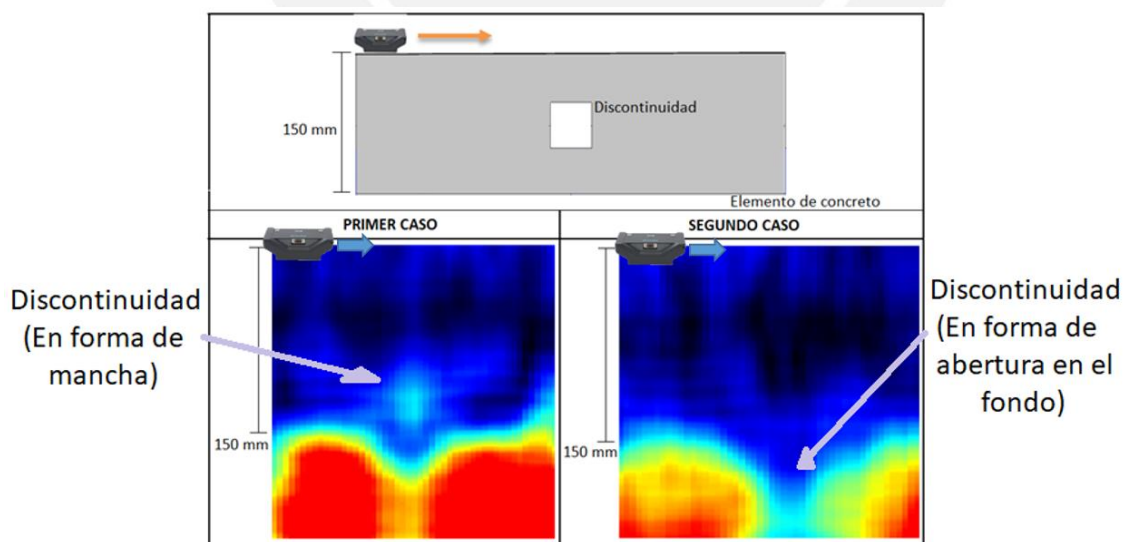 Discontinuidad
150 mm
Elemento de concreto
PRIMER CASO
SEGUNDO CASO
Discontinuidad
(En forma de
mancha)
150 mm
Discontinuidad
(En forma de
abertura en el
fondo)
150 mm